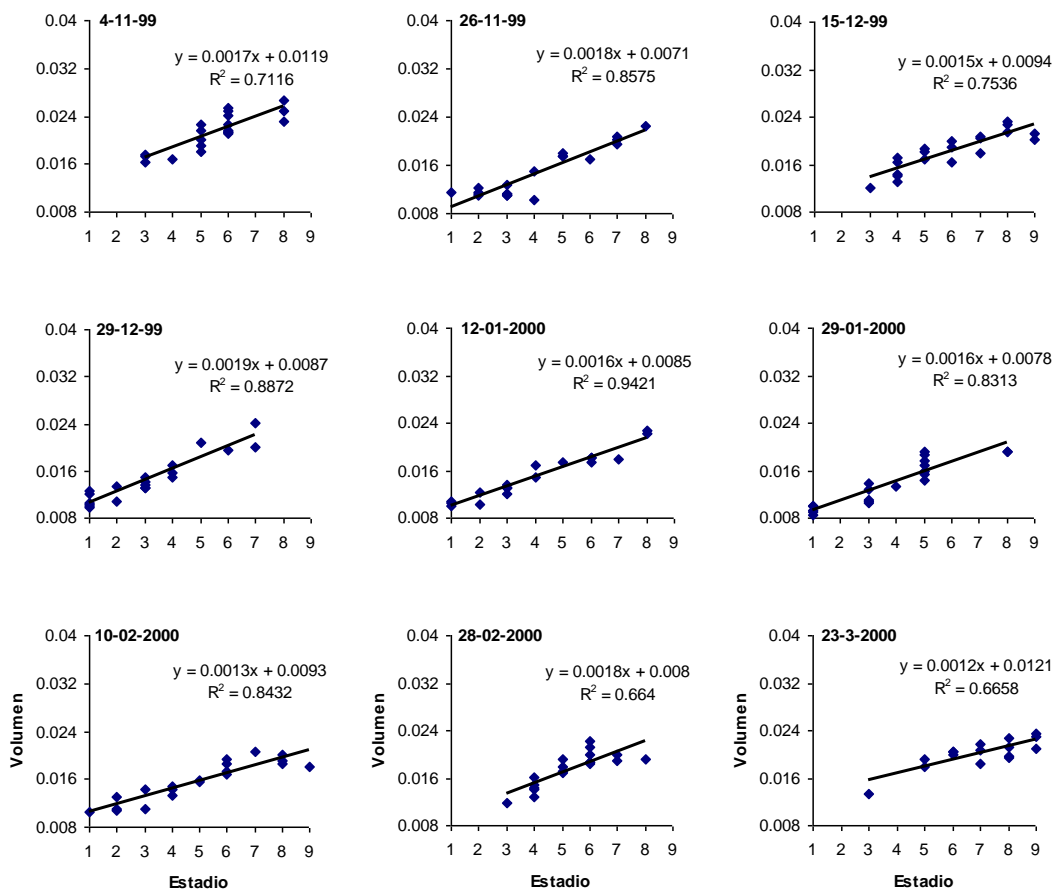 4-11-99
y = 0.0017x + 0.0119
R² = 0.7116
0.04
0.032
0.024
0.016
0.008
1 2 3 4 5 6 7 8 9
26-11-99
y = 0.0018x + 0.0071
R² = 0.8575
0.04
0.032
0.024
0.016
0.008
1 2 3 4 5 6 7 8 9
15-12-99
y = 0.0015x + 0.0094
R² = 0.7536
0.04
0.032
0.024
0.016
0.008
1 2 3 4 5 6 7 8 9
29-12-99
y = 0.0019x + 0.0087
R² = 0.8872
0.04
0.032
0.024
0.016
0.008
1 2 3 4 5 6 7 8 9
12-01-2000
y = 0.0016x + 0.0085
R² = 0.9421
0.04
0.032
0.024
0.016
0.008
1 2 3 4 5 6 7 8 9
29-01-2000
y = 0.0016x + 0.0078
R² = 0.8313
0.04
0.032
0.024
0.016
0.008
1 2 3 4 5 6 7 8 9
10-02-2000
y = 0.0013x + 0.0093
R² = 0.8432
0.04
0.032
0.024
0.016
0.008
Volumen
1 2 3 4 5 6 7 8 9
Estadio
28-02-2000
y = 0.0018x + 0.008
R² = 0.664
0.04
0.032
0.024
0.016
0.008
Volumen
1 2 3 4 5 6 7 8 9
Estadio
23-3-2000
y = 0.0012x + 0.0121
R² = 0.6658
0.04
0.032
0.024
0.016
0.008
Volumen
1 2 3 4 5 6 7 8 9
Estadio